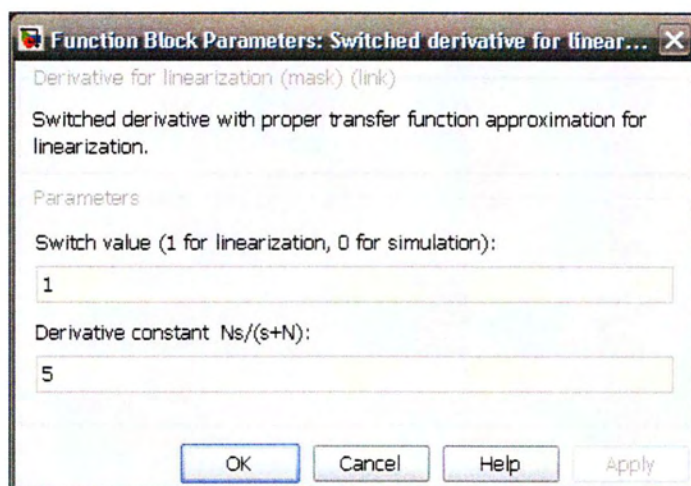 Function Block Parameters: Switched derivative for linear...
Derivative for linearization (mask) (link)
Switched derivative with proper transfer function approximation for
linearization.
Parameters
Switch value (1 for linearization, 0 for simulation):
1
Derivative constant Ns/(s+N):
5
OK Cancel Help Apply